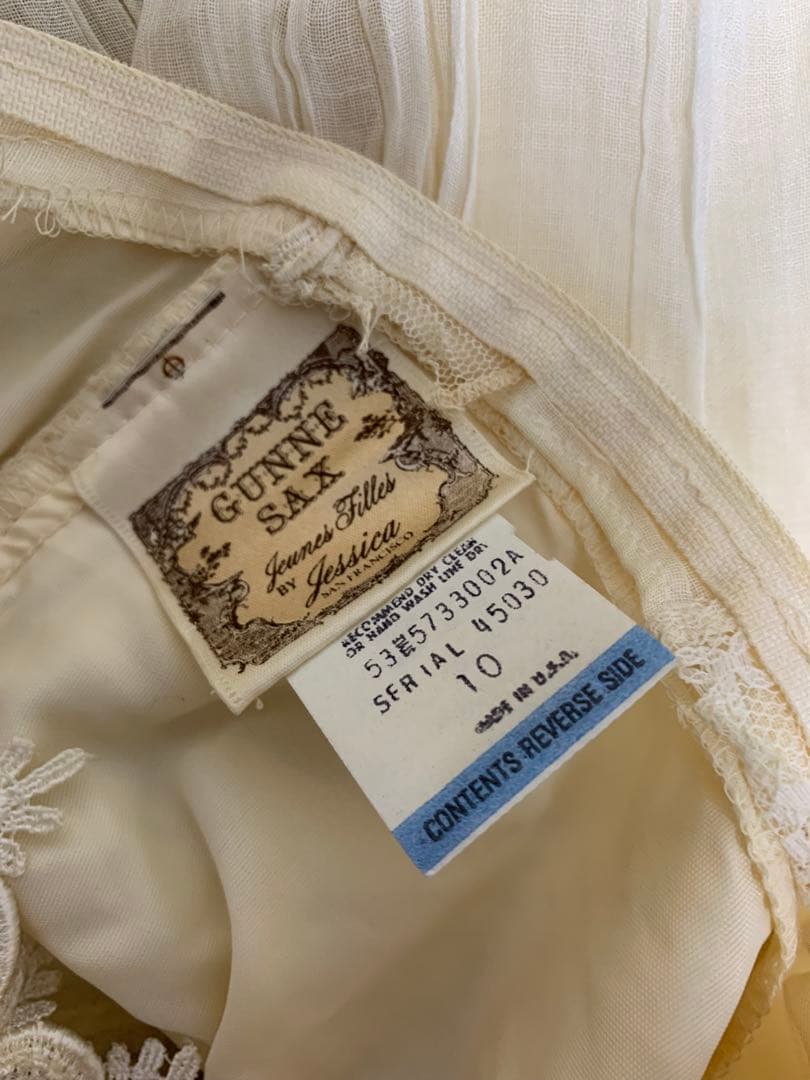 GUNNE
SAX
Jeunes Filles
BY Jessica
SAN FRANCISCO
RECOMMEND DRY CLEAN
OR HAND WASH LINE DRY
535733002A
SERIAL 45030
10
MADE IN U.S.A.
CONTENTS REVERSE SIDE